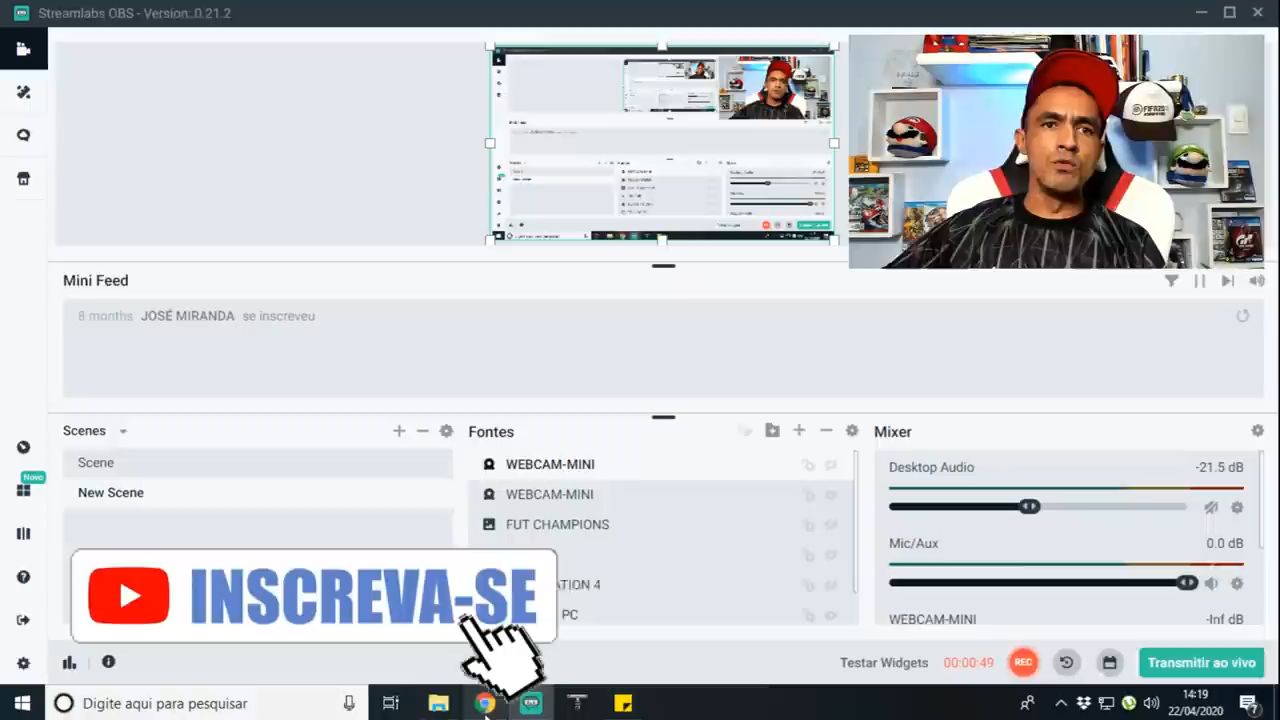 Streamlabs OBS - Version: 0.21.2
FIFA20
Mini Feed
8 months JOSÉ MIRANDA se inscreveu
Scenes
Scene
New Scene
Fontes
WEBCAM-MINI
WEBCAM-MINI
FUT CHAMPIONS
ATION 4
PC
Mixer
Desktop Audio -21.5 dB
Mic/Aux 0.0 dB
WEBCAM-MINI -Inf dB
Novo
INSCREVA-SE
Testar Widgets 00:00:49 REC Transmitir ao vivo
Digite aqui para pesquisar
14:19
22/04/2020
7